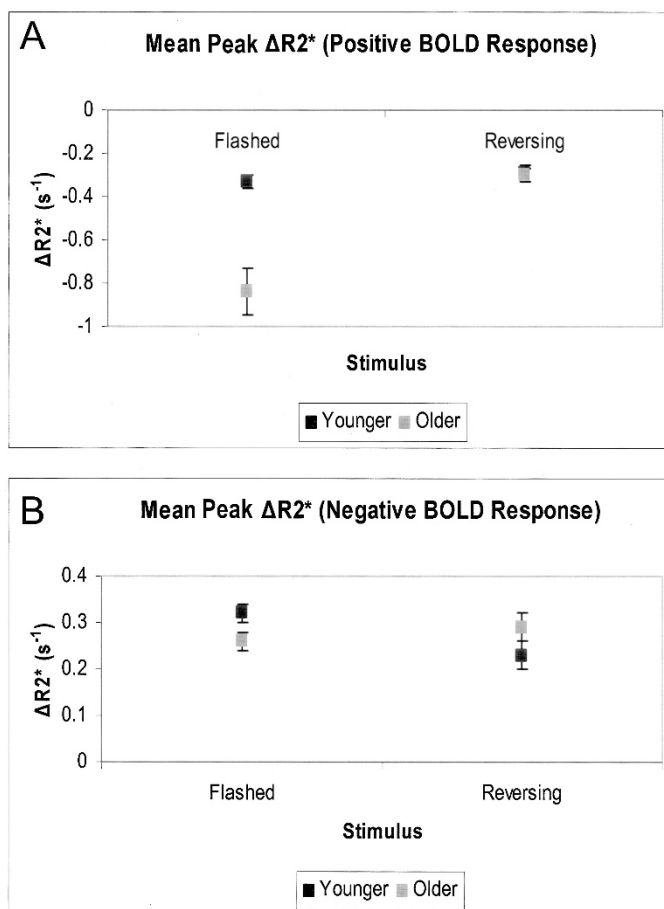 A
Mean Peak ΔR2* (Positive BOLD Response)
0
Flashed Reversing
-0.2
-0.4
-0.6
-0.8
-1
ΔR2* (s⁻¹)
Stimulus
Younger Older
B
Mean Peak ΔR2* (Negative BOLD Response)
0.4
0.3
0.2
0.1
0
ΔR2* (s⁻¹)
Flashed Reversing
Stimulus
Younger Older